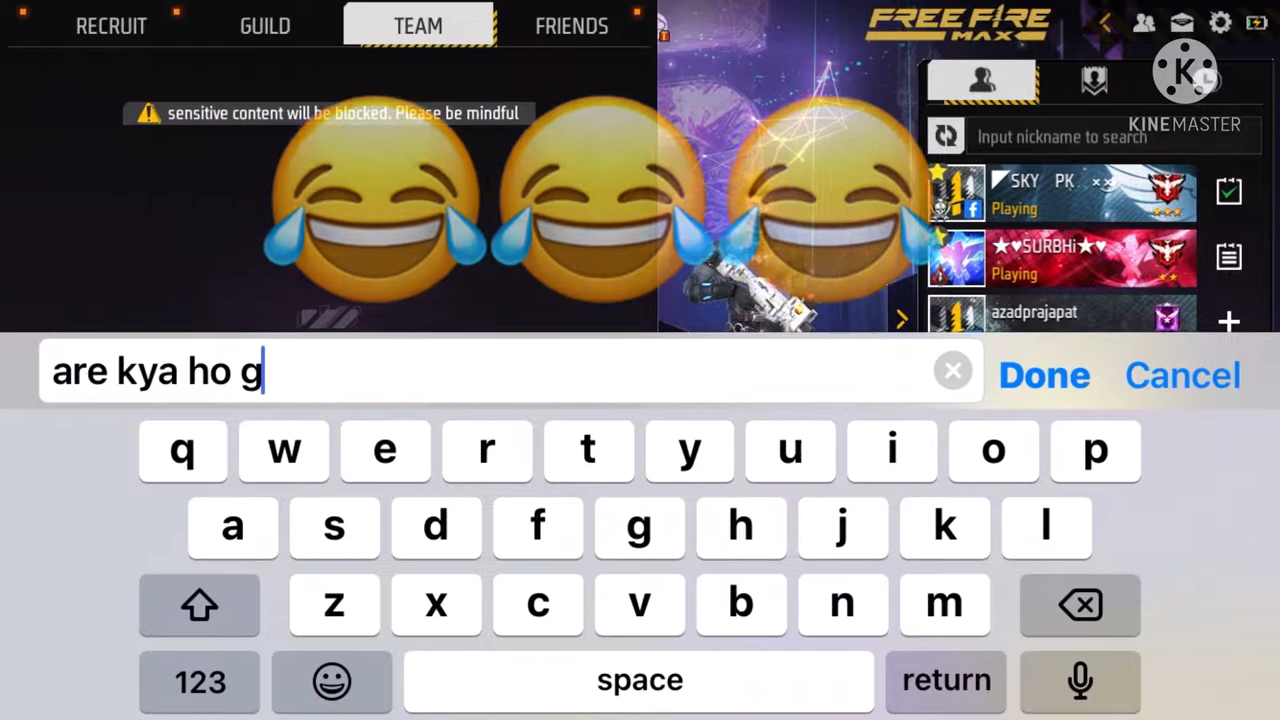 RECRUIT
GUILD
TEAM
FRIENDS
FREE FIRE
MAX
sensitive content will be blocked. Please be mindful
K
KINEMASTER
Input nickname to search
SKY PK. ××
Playing
★♥SURBHi★♥
Playing
azadprajapat
are kya ho g
Done
Cancel
q w e r t y u i o p
a s d f g h j k l
z x c v b n m
123
space
return